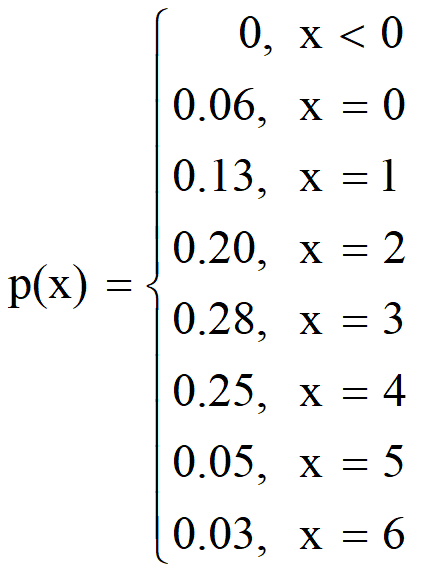 0, x < 0
0.06, x = 0
0.13, x = 1
0.20, x = 2
p(x) =
0.28, x = 3
0.25, x = 4
0.05, x = 5
0.03, x = 6